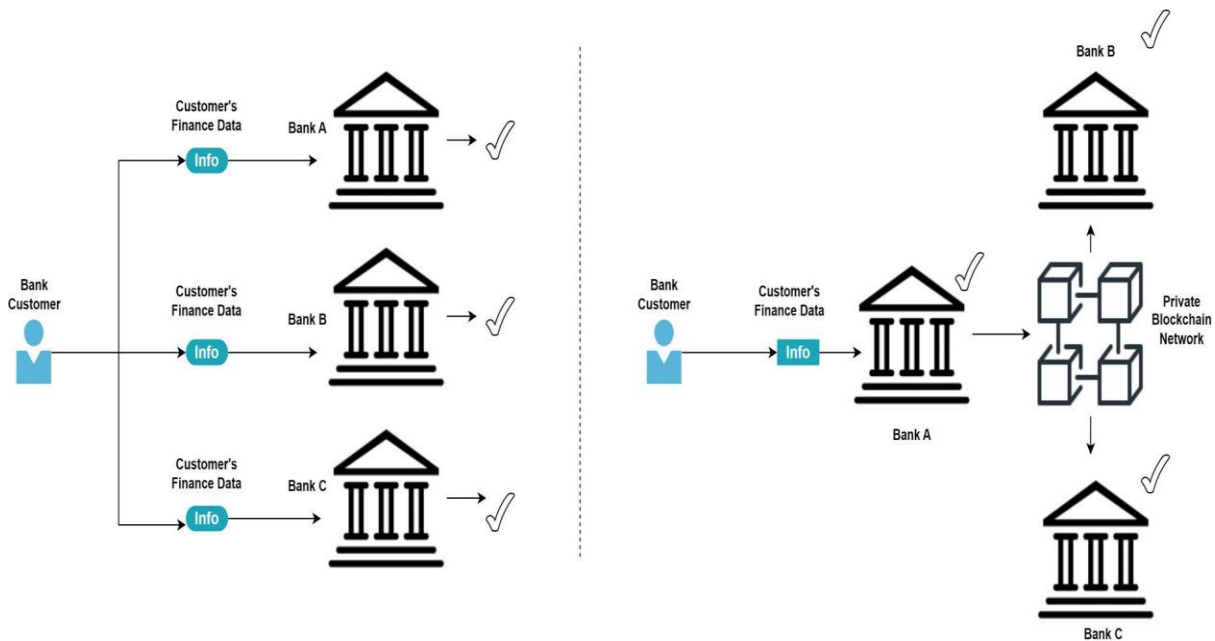 Customer's
Finance Data
Bank A
Info
Bank
Customer
Customer's
Finance Data
Bank B
Info
Customer's
Finance Data
Bank C
Info
Bank B
Bank
Customer
Customer's
Finance Data
Info
Bank A
Private
Blockchain
Network
Bank C